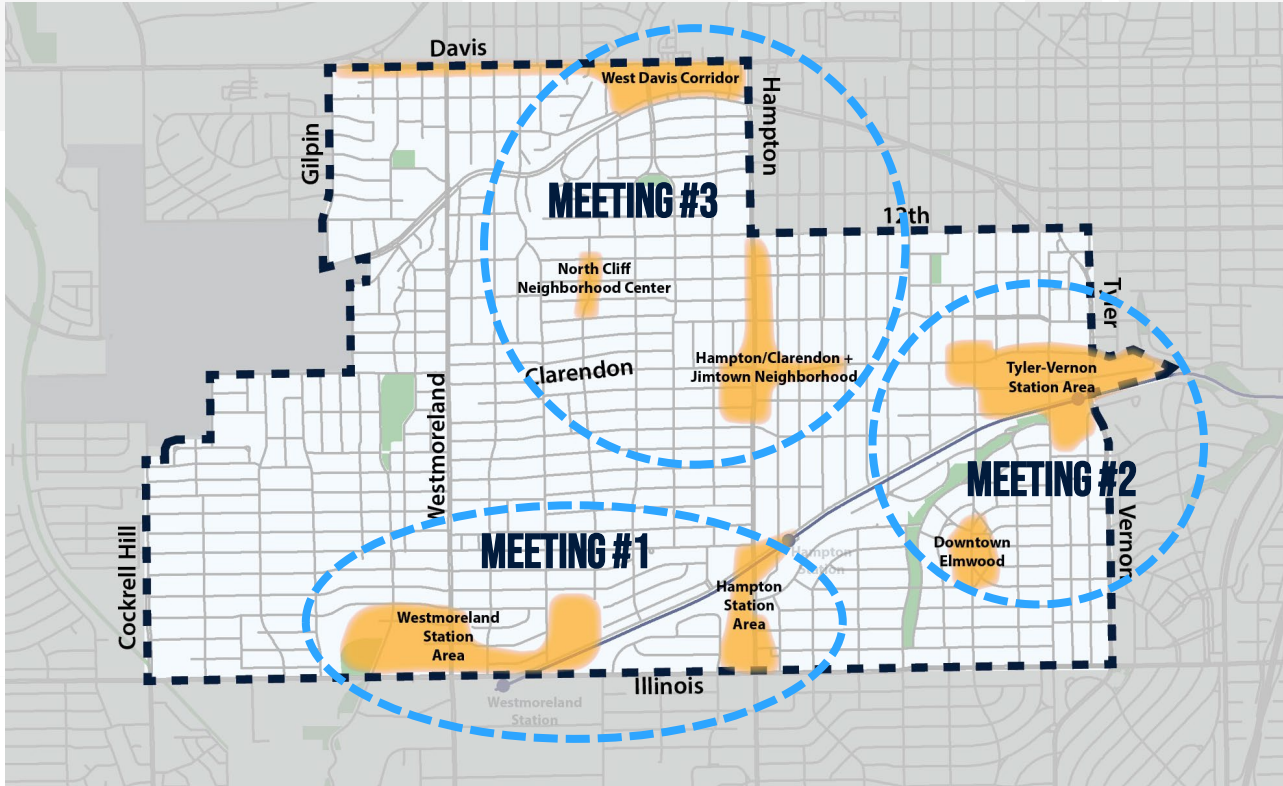 Davis
West Davis Corridor
Hampton
Gilpin
MEETING #3
12th
North Cliff
Neighborhood Center
Tyler
Hampton/Clarendon +
Jimtown Neighborhood
Clarendon
Tyler-Vernon
Station Area
Westmoreland
MEETING #2
Vernon
Cockrell Hill
MEETING #1
Hampton
Station
Downtown
Elmwood
Hampton
Station
Area
Westmoreland
Station
Area
Illinois
Westmoreland
Station